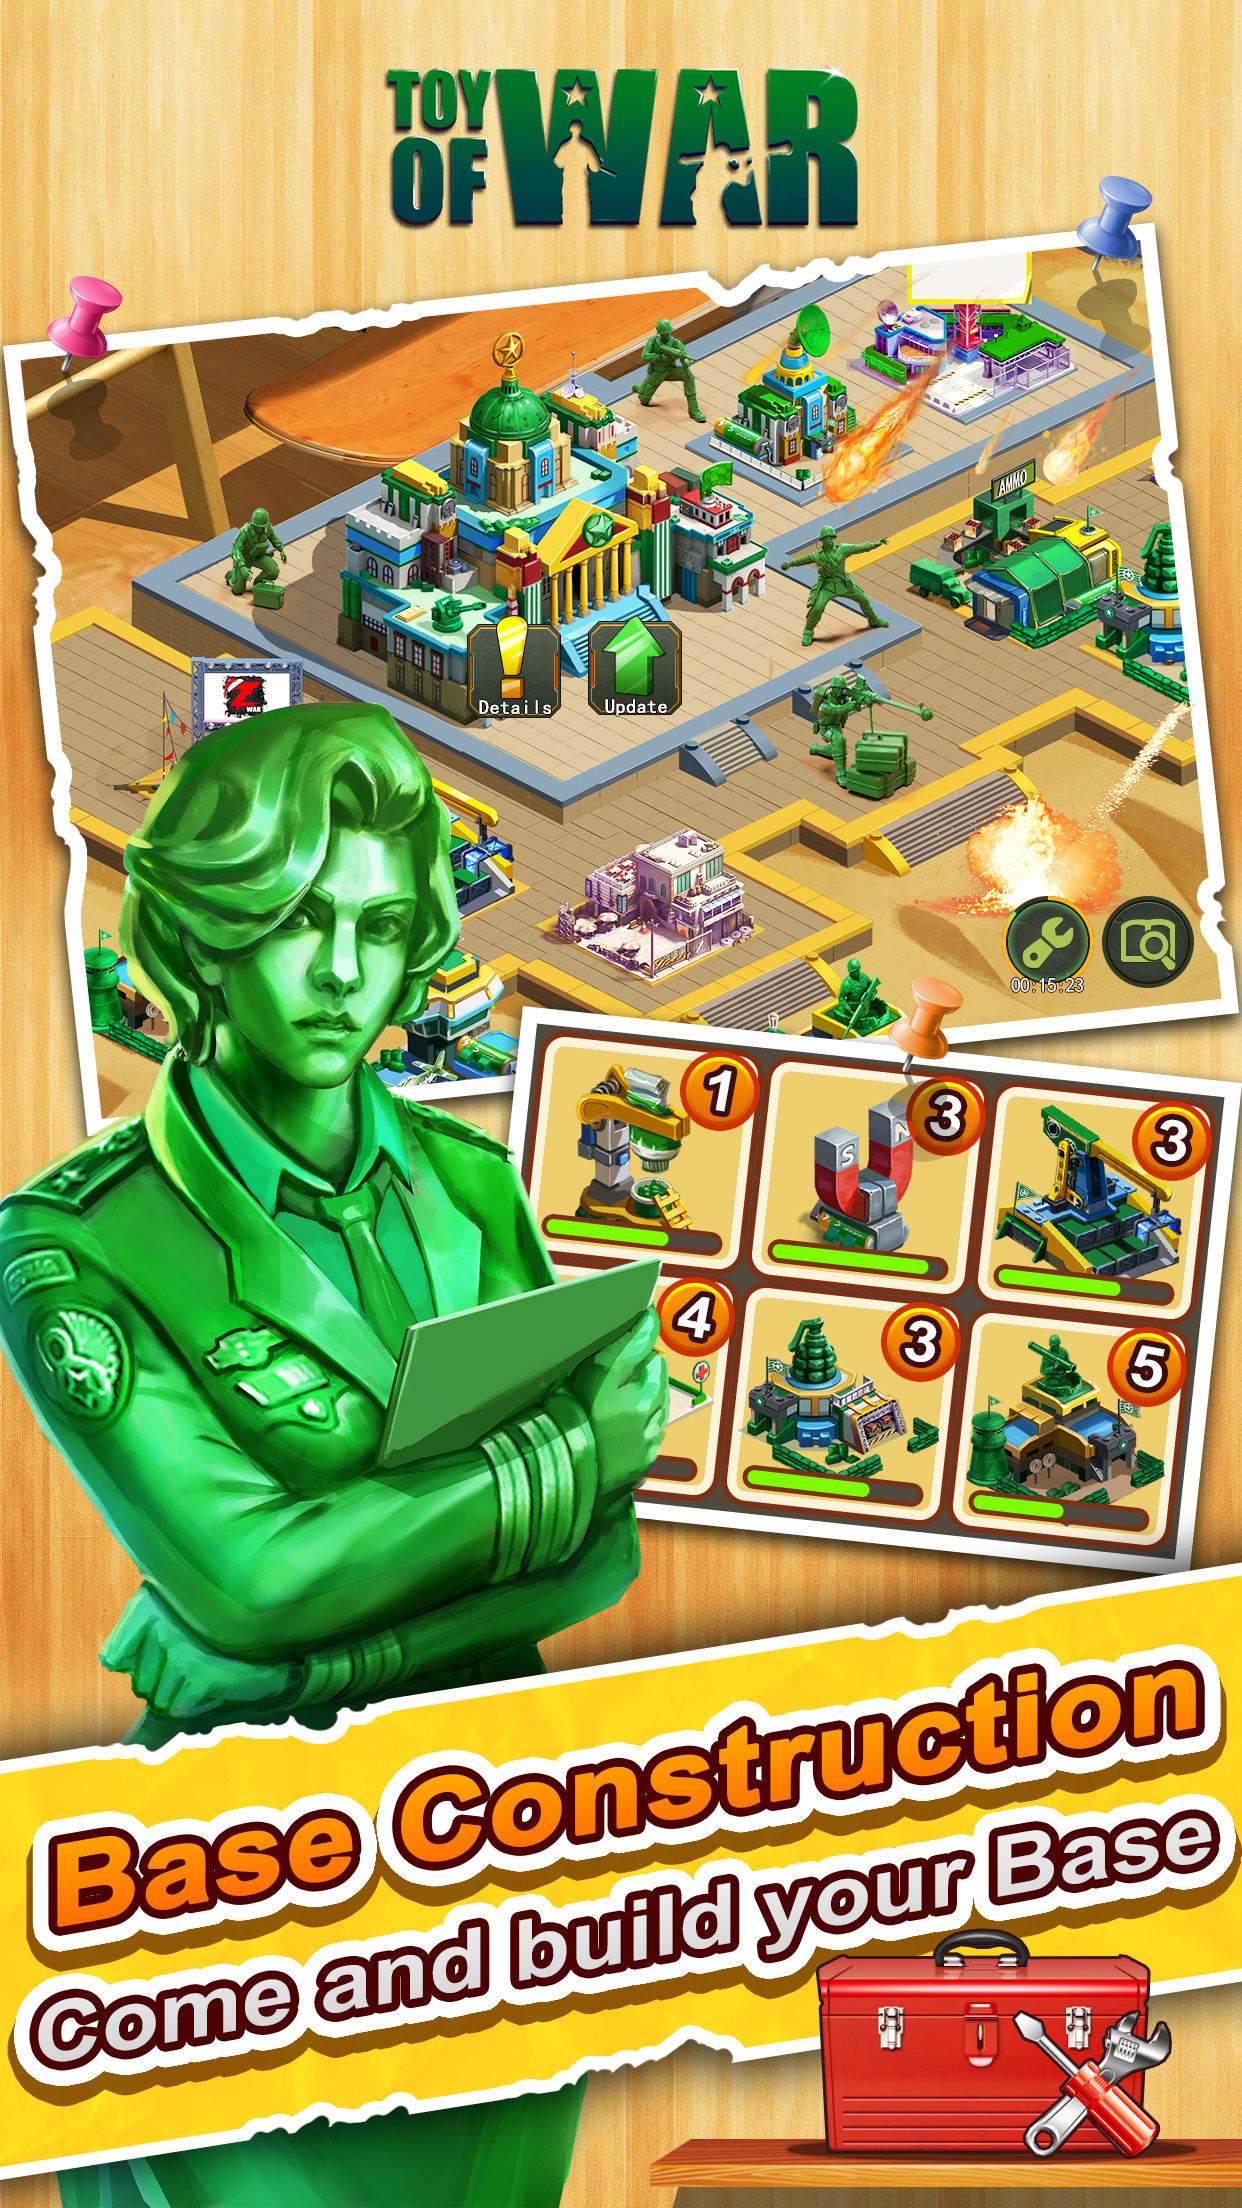 TOY
OF WAR
AMMO
Z
WAR
Details
Update
00:15:23
1
S
N
3
3
4
3
5
Base Construction
Come and build your Base